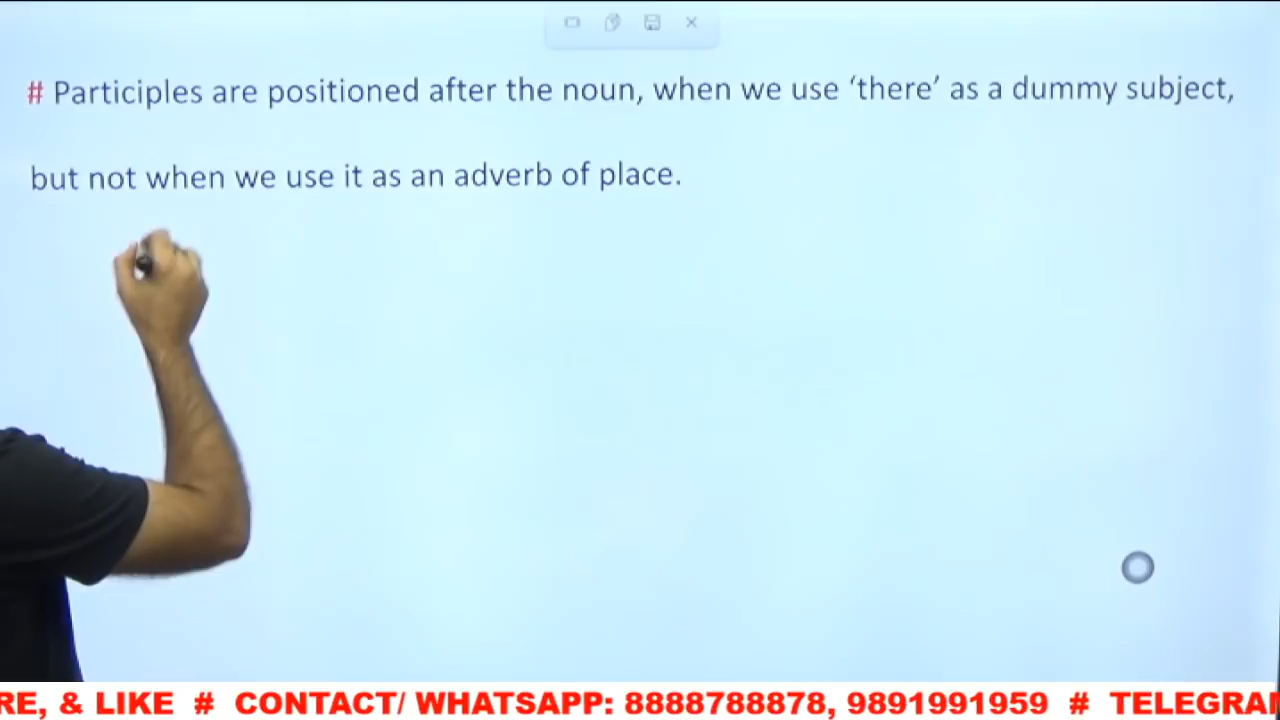 # Participles are positioned after the noun, when we use ‘there’ as a dummy subject,
but not when we use it as an adverb of place.
RE, & LIKE # CONTACT/ WHATSAPP: 8888788878, 9891991959 # TELEGRA